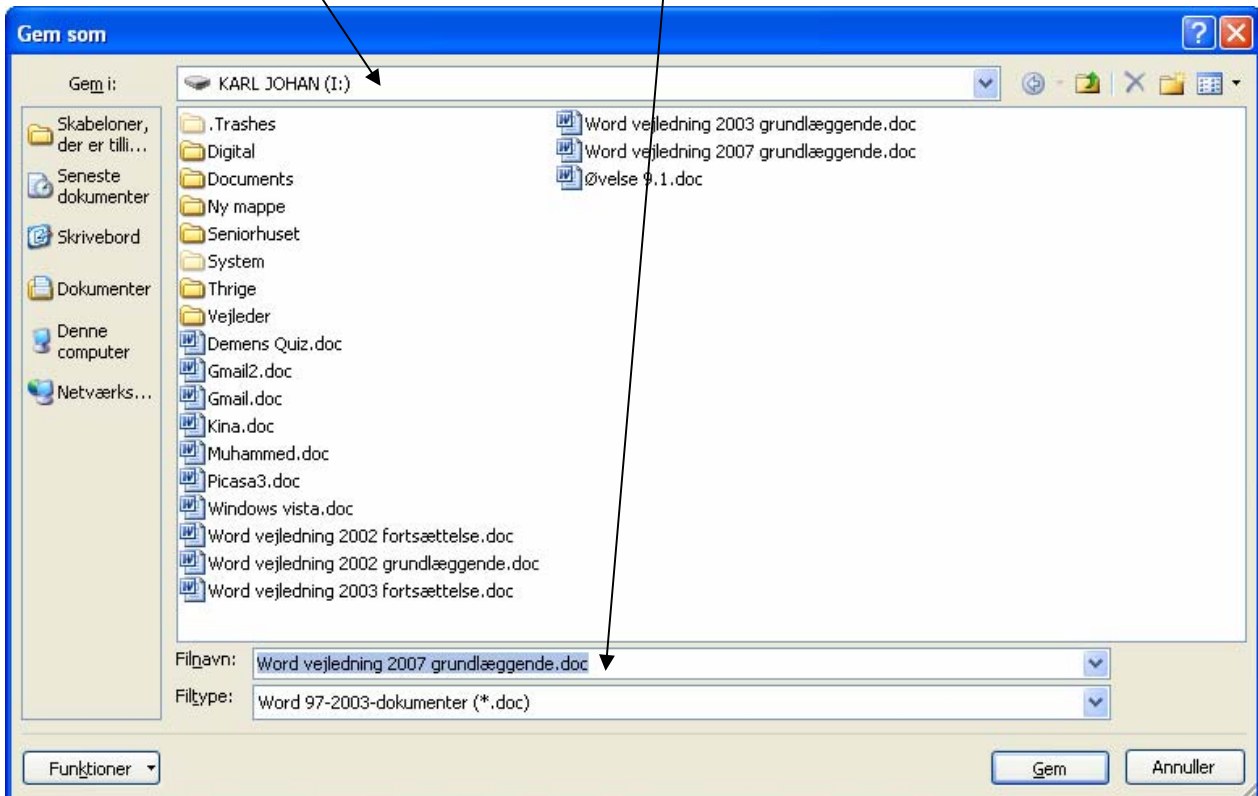 Gem som
Gem i:
KARL JOHAN (I:)
Skabeloner,
der er tilli...
Seneste
dokumenter
Skrivebord
Dokumenter
Denne
computer
Netværks...
.Trashes
Digital
Documents
Ny mappe
Seniorhuset
System
Thrige
Vejleder
Demens Quiz.doc
Gmail2.doc
Gmail.doc
Kina.doc
Muhammed.doc
Picasa3.doc
Windows vista.doc
Word vejledning 2002 fortsættelse.doc
Word vejledning 2002 grundlæggende.doc
Word vejledning 2003 fortsættelse.doc
Word vejledning 2003 grundlæggende.doc
Word vejledning 2007 grundlæggende.doc
Øvelse 9.1.doc
Filnavn:
Word vejledning 2007 grundlæggende.doc
Filtype:
Word 97-2003-dokumenter (*.doc)
Funktioner
Gem
Annuller